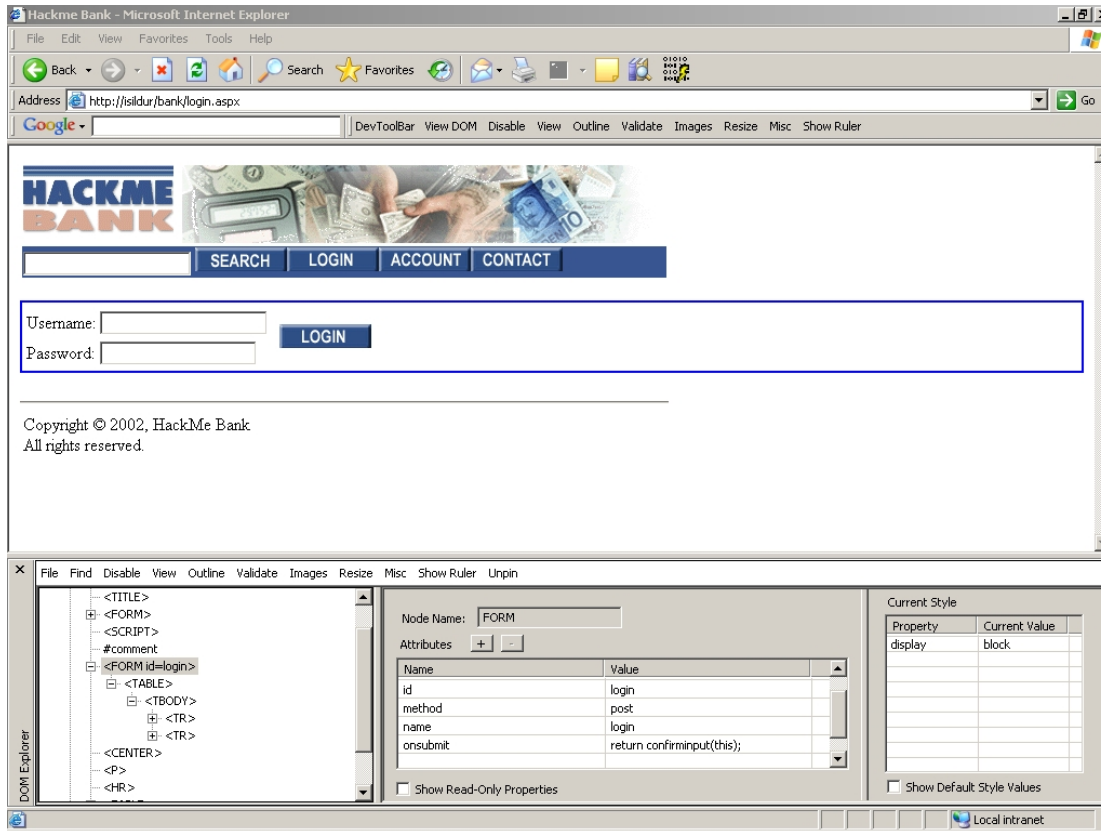 Hackme Bank - Microsoft Internet Explorer
File Edit View Favorites Tools Help
Back Search Favorites
Address http://isildur/bank/login.aspx Go
Google DevToolBar View DOM Disable View Outline Validate Images Resize Misc Show Ruler
HACKME
BANK
SEARCH LOGIN ACCOUNT CONTACT
Username:
LOGIN
Password:
Copyright © 2002, HackMe Bank
All rights reserved.
File Find Disable View Outline Validate Images Resize Misc Show Ruler Unpin
DOM Explorer
<TITLE>
<FORM>
<SCRIPT>
#comment
<FORM id=login>
<TABLE>
<TBODY>
<TR>
<TR>
<CENTER>
<P>
<HR>
Node Name: FORM
Attributes + -
Name Value
id login
method post
name login
onsubmit return confirminput(this);
Show Read-Only Properties
Current Style
Property Current Value
display block
Show Default Style Values
Local intranet